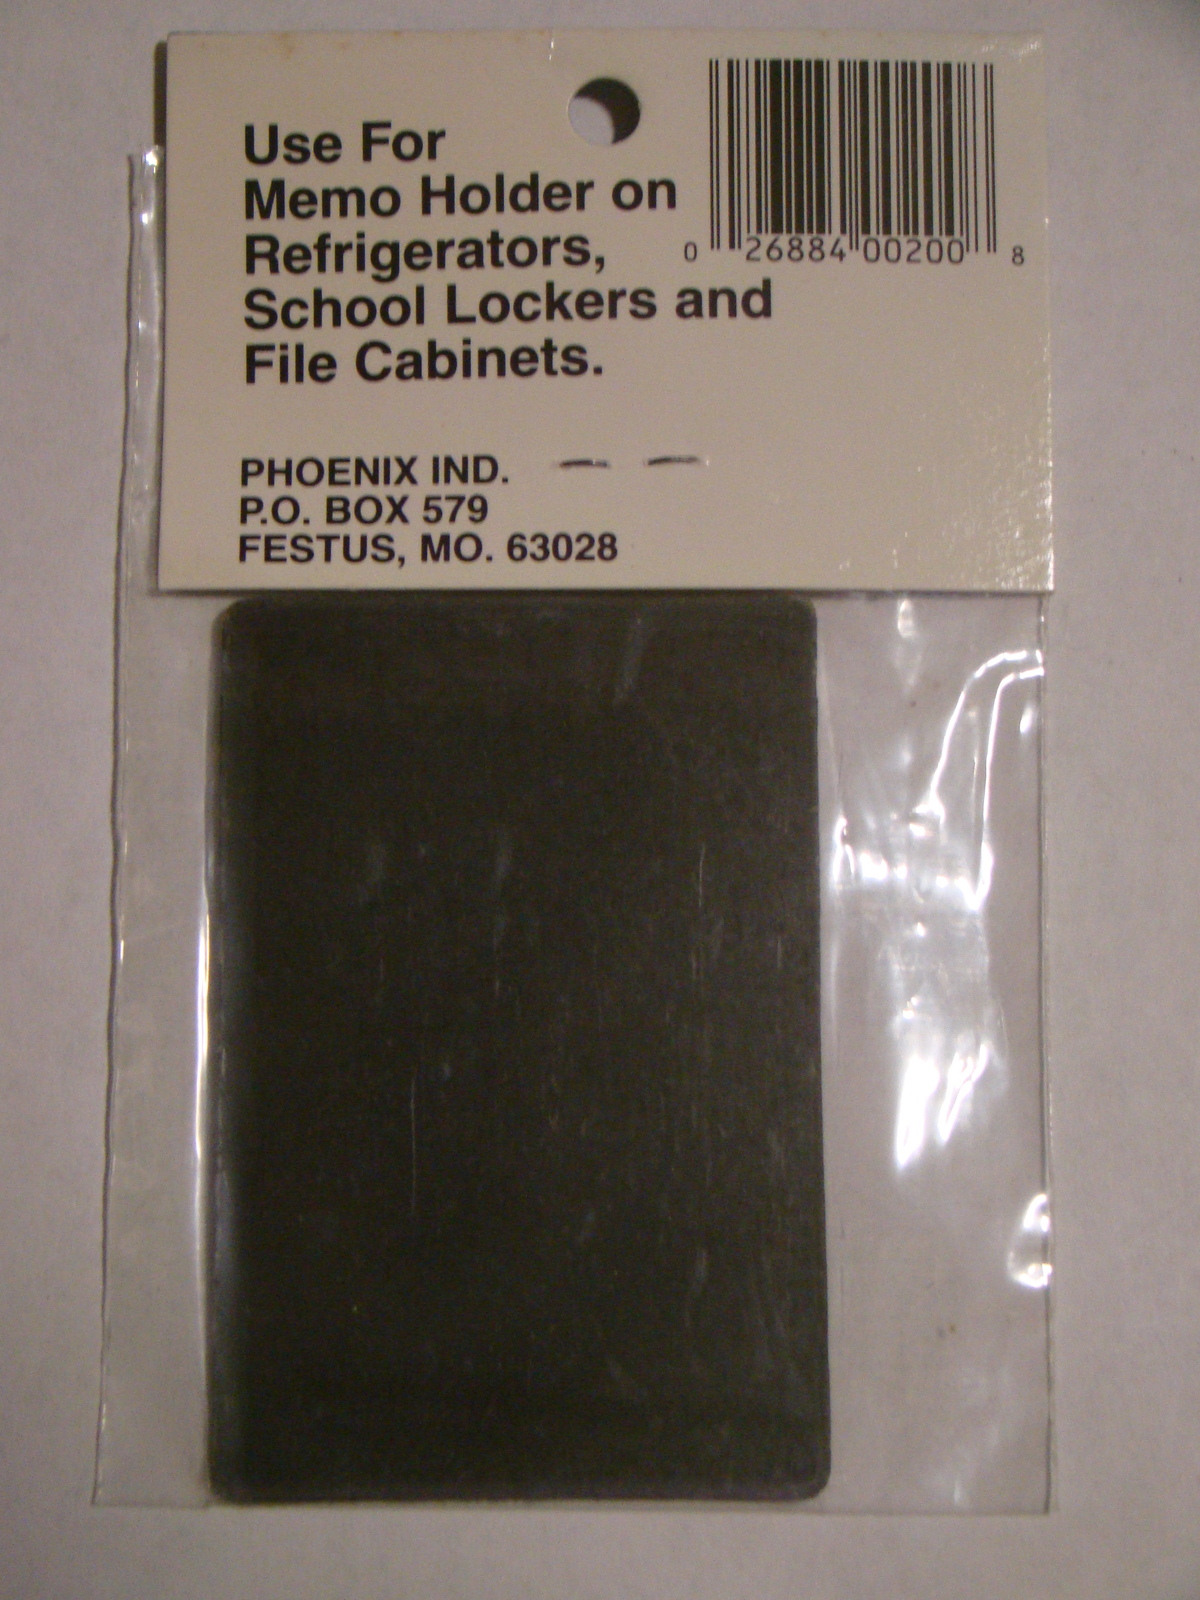 Use For
Memo Holder on
Refrigerators,
School Lockers and
File Cabinets.
0 26884 00200 8
PHOENIX IND.
P.O. BOX 579
FESTUS, MO. 63028